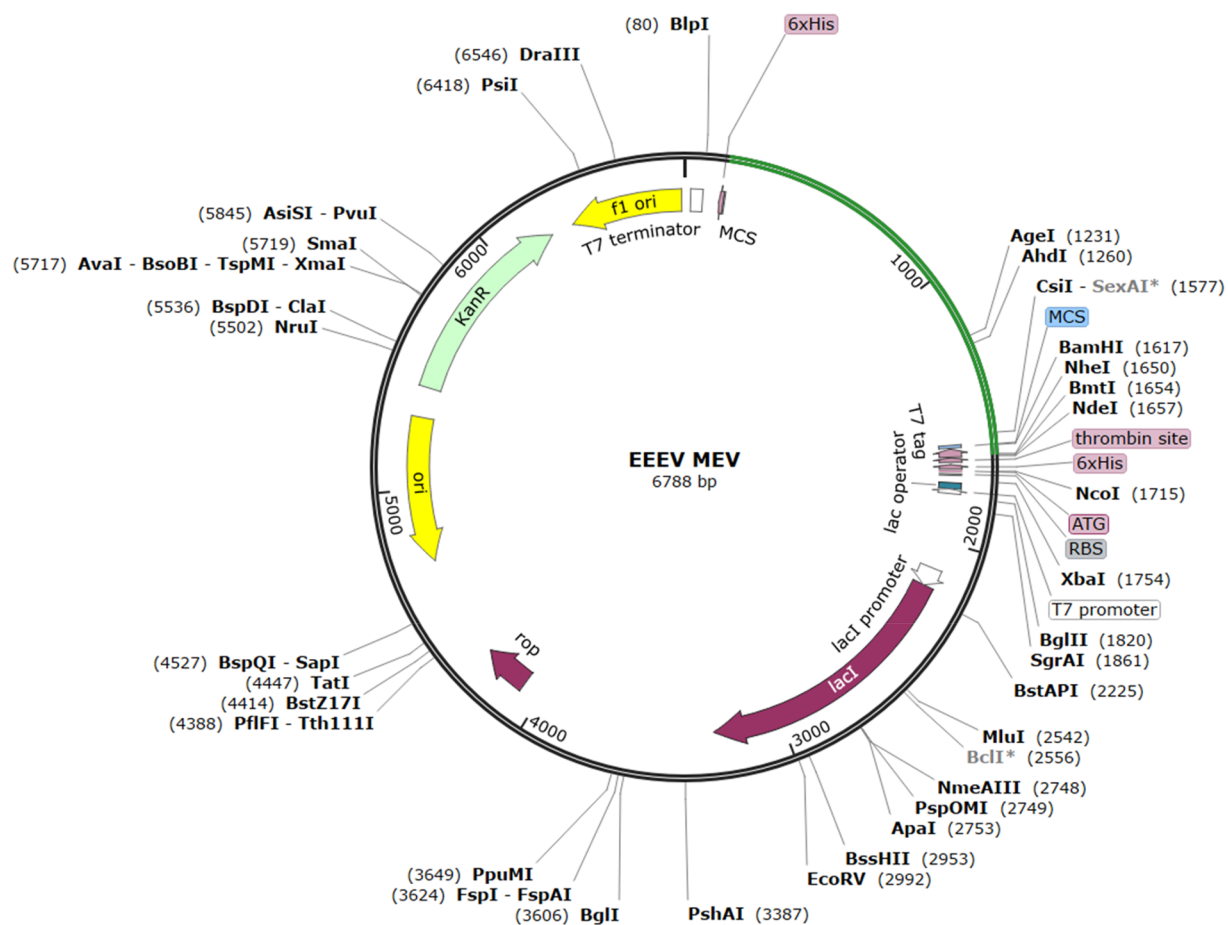 (80) BlpI
6xHis
(6546) DraIII
(6418) PsiI
(5845) AsiSI - PvuI
(5719) SmaI
(5717) AvaI - BsoBI - TspMI - XmaI
(5536) BspDI - ClaI
(5502) NruI
f1 ori
T7 terminator
MCS
6000
KanR
1000
AgeI (1231)
AhdI (1260)
CsiI - SexAI* (1577)
MCS
BamHI (1617)
NheI (1650)
BmtI (1654)
NdeI (1657)
thrombin site
6xHis
NcoI (1715)
ATG
RBS
XbaI (1754)
T7 promoter
BglII (1820)
SgrAI (1861)
BstAPI (2225)
T7 tag
lac operator
EEEV MEV
6788 bp
ori
5000
2000
lacI promoter
lacI
rop
(4527) BspQI - SapI
(4447) TatI
(4414) BstZ17I
(4388) PflFI - Tth111I
4000
3000
MluI (2542)
BclI* (2556)
NmeAIII (2748)
PspOMI (2749)
ApaI (2753)
BssHII (2953)
EcoRV (2992)
(3649) PpuMI
(3624) FspI - FspAI
(3606) BglI
PshAI (3387)